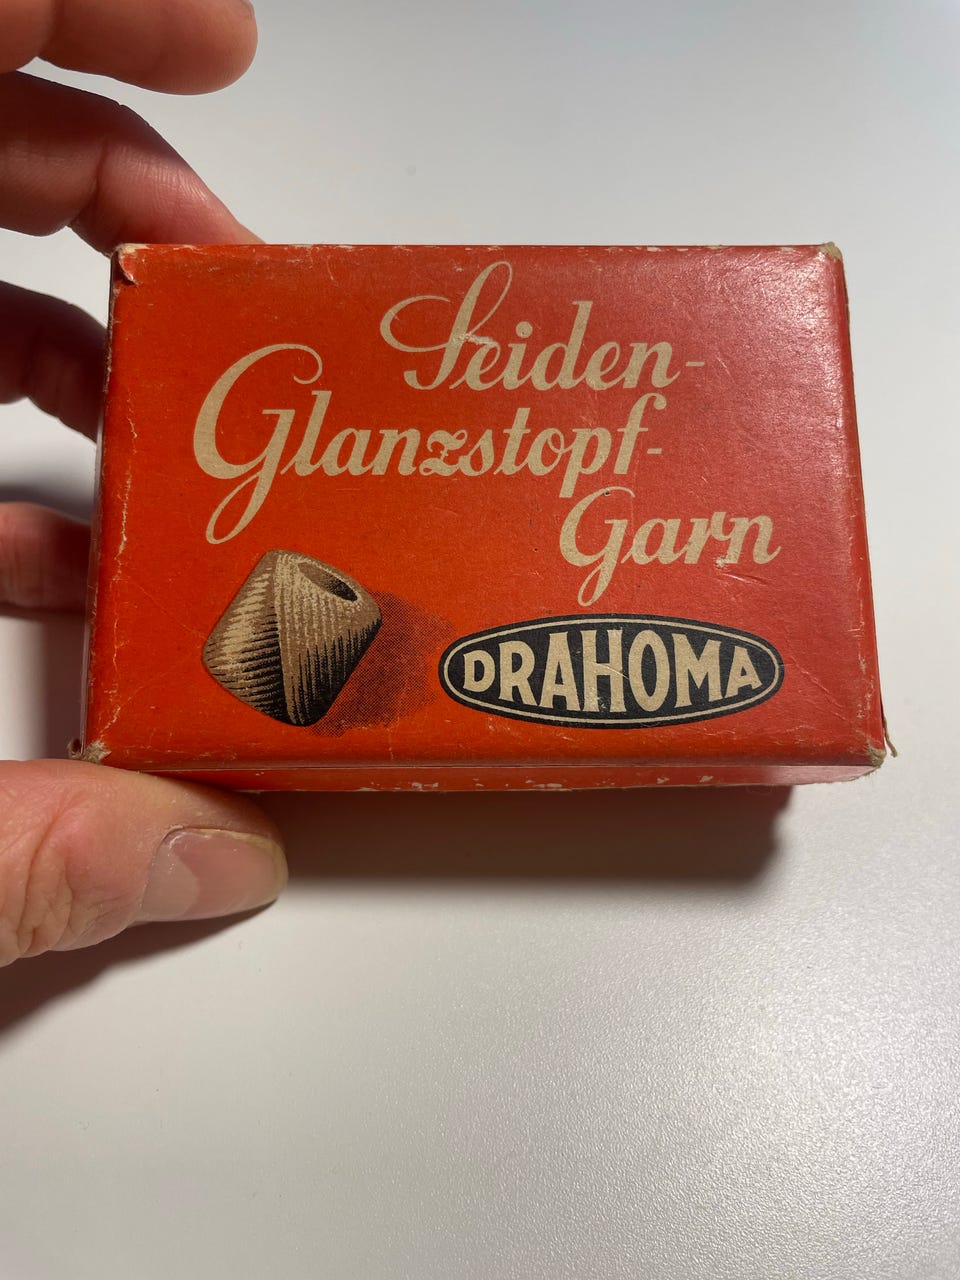 Seiden-
Glanzstopf-
Garn
DRAHOMA